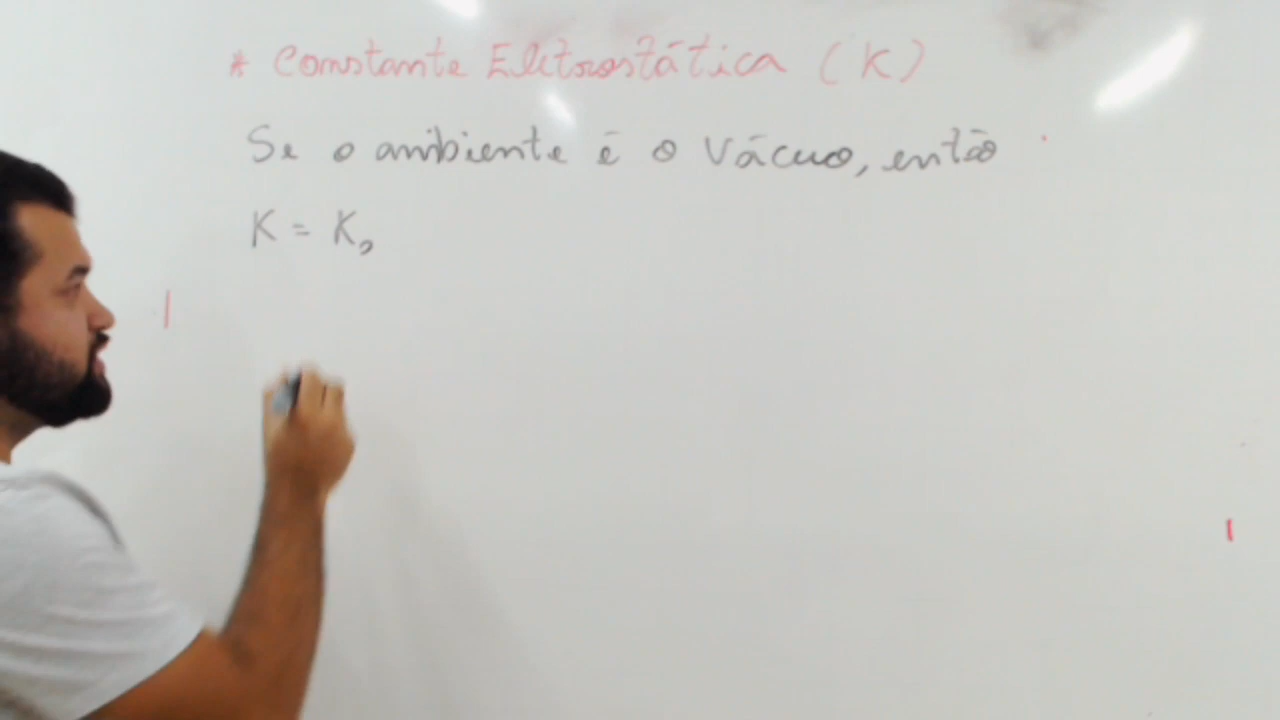 * Constante Eletrostática (K)
Se o ambiente é o Vácuo, então
K = K₀